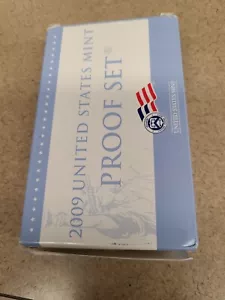 2009 UNITED STATES MINT
PROOF SET®
UNITED STATES MINT